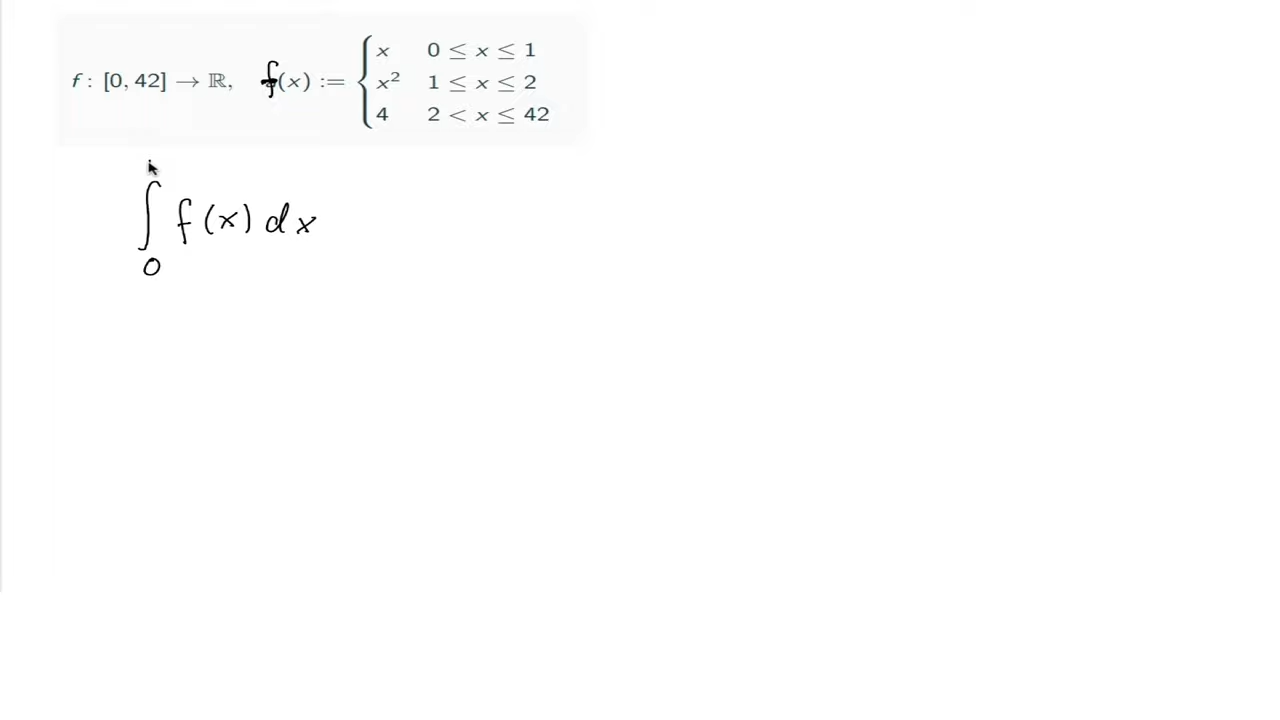 f : [0, 42] → ℝ, f(x) := { x 0 ≤ x ≤ 1
x² 1 ≤ x ≤ 2
4 2 < x ≤ 42
∫₀ f(x) dx